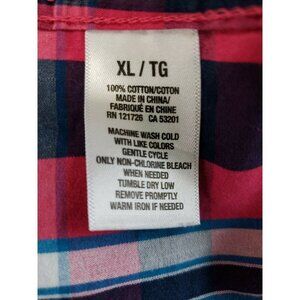 XL / TG
100% COTTON/COTON
MADE IN CHINA/
FABRIQUÉ EN CHINE
RN 121726 CA 53201
MACHINE WASH COLD
WITH LIKE COLORS
GENTLE CYCLE
ONLY NON-CHLORINE BLEACH
WHEN NEEDED
TUMBLE DRY LOW
REMOVE PROMPTLY
WARM IRON IF NEEDED